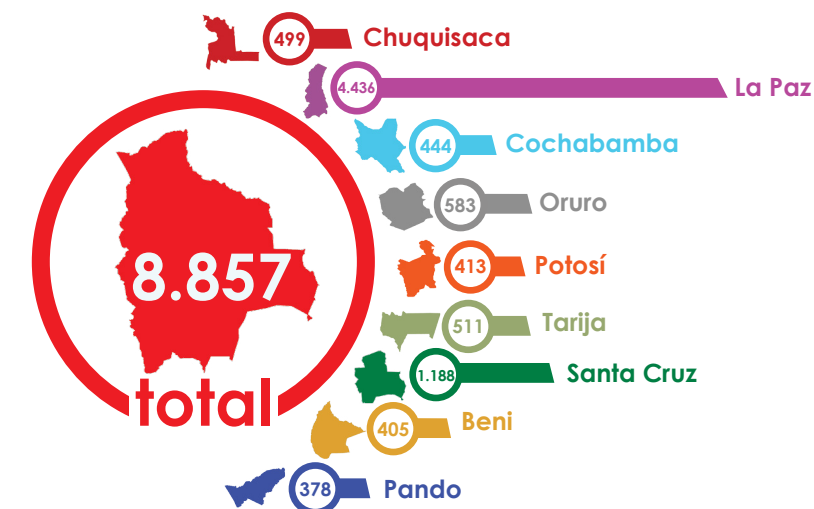 499 Chuquisaca
4.436 La Paz
444 Cochabamba
583 Oruro
413 Potosí
511 Tarija
1.188 Santa Cruz
405 Beni
378 Pando
8.857
total